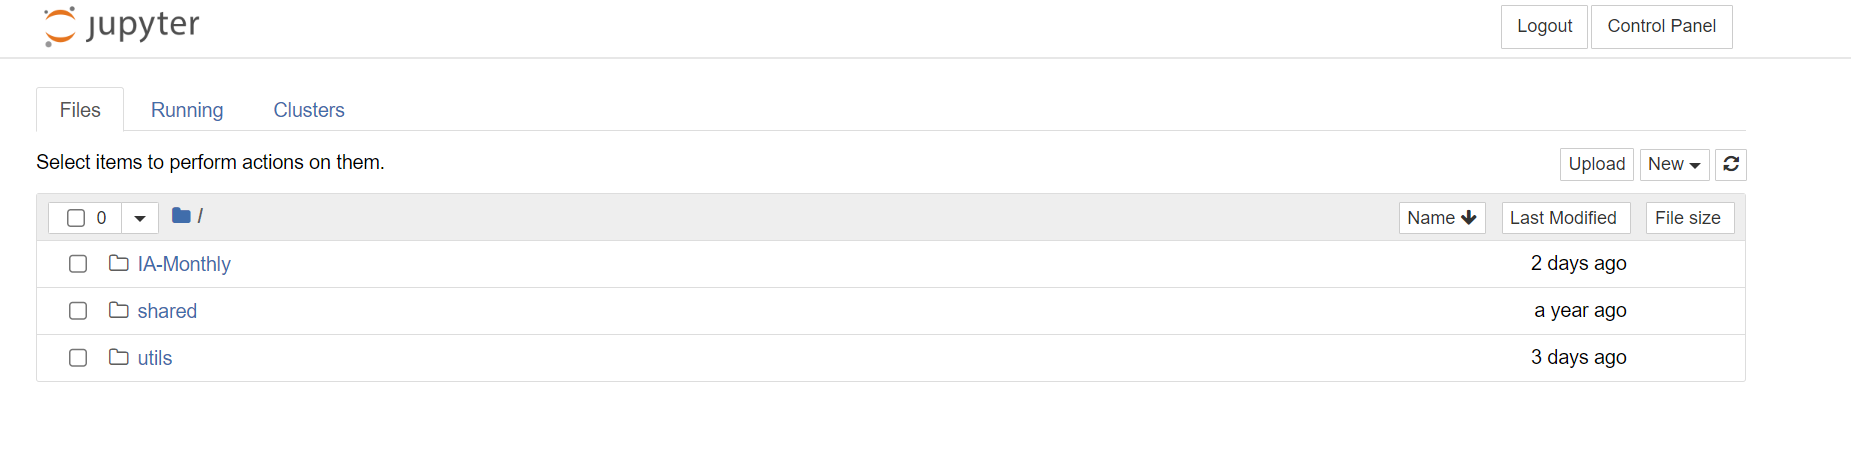 jupyter
Logout Control Panel
Files Running Clusters
Select items to perform actions on them.
Upload New
0 / Name Last Modified File size
IA-Monthly 2 days ago
shared a year ago
utils 3 days ago